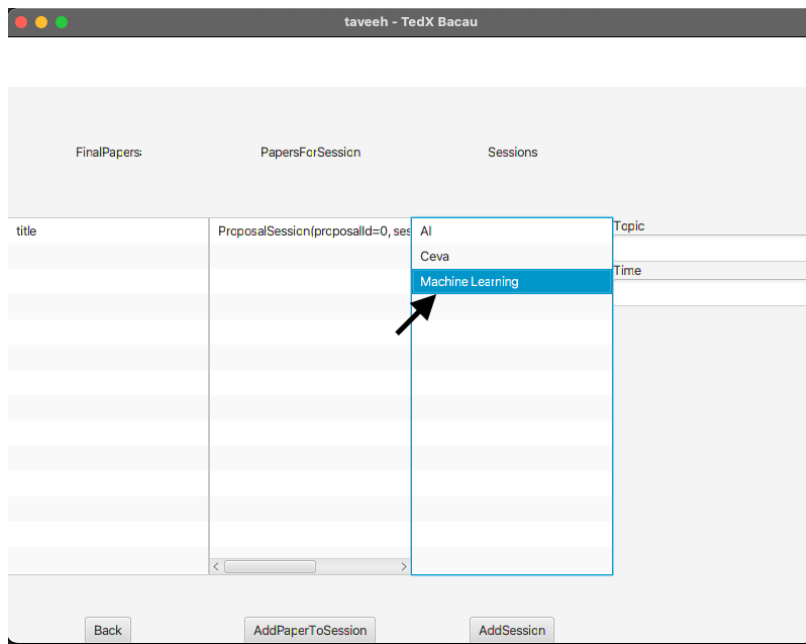 taveeh - TedX Bacau
FinalPapers:
PapersForSession
Sessions
title
ProposalSession(proposalId=0, ses
AI
Ceva
Machine Learning
Topic
Time
Back
AddPaperToSession
AddSession